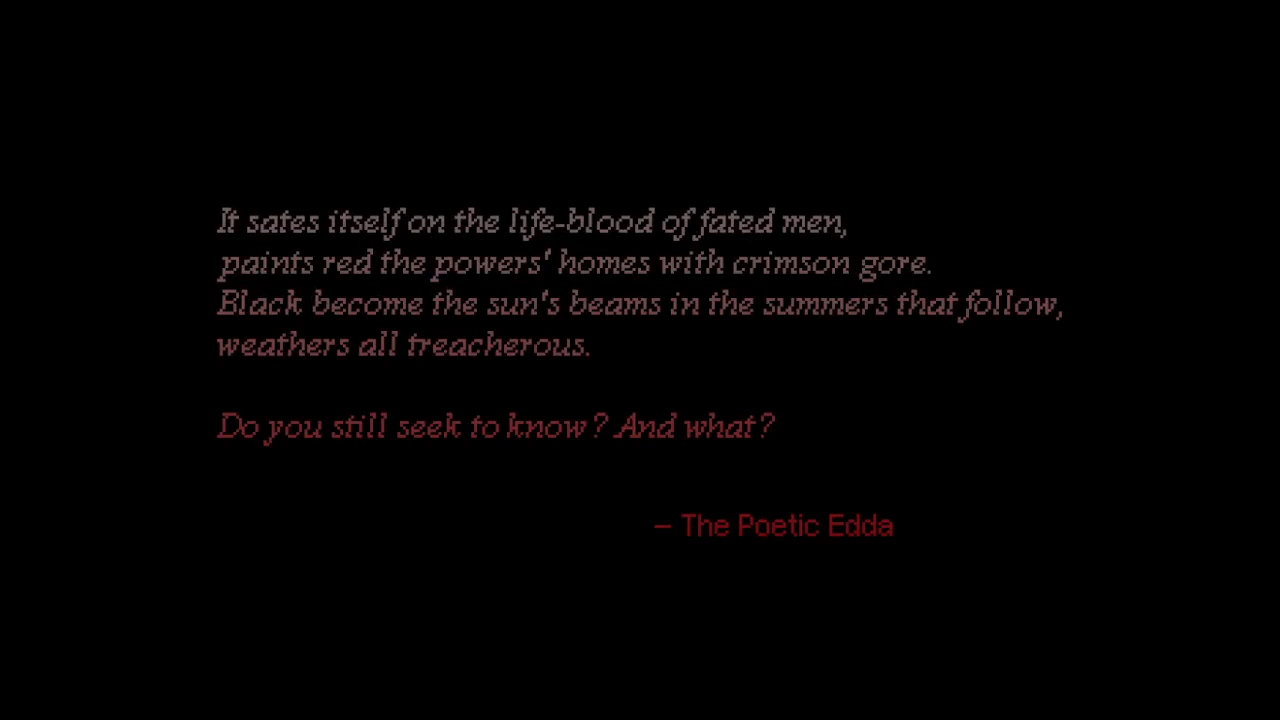 It sates itself on the life-blood of fated men,
paints red the powers' homes with crimson gore.
Black become the sun's beams in the summers that follow,
weathers all treacherous.
Do you still seek to know? And what?
– The Poetic Edda